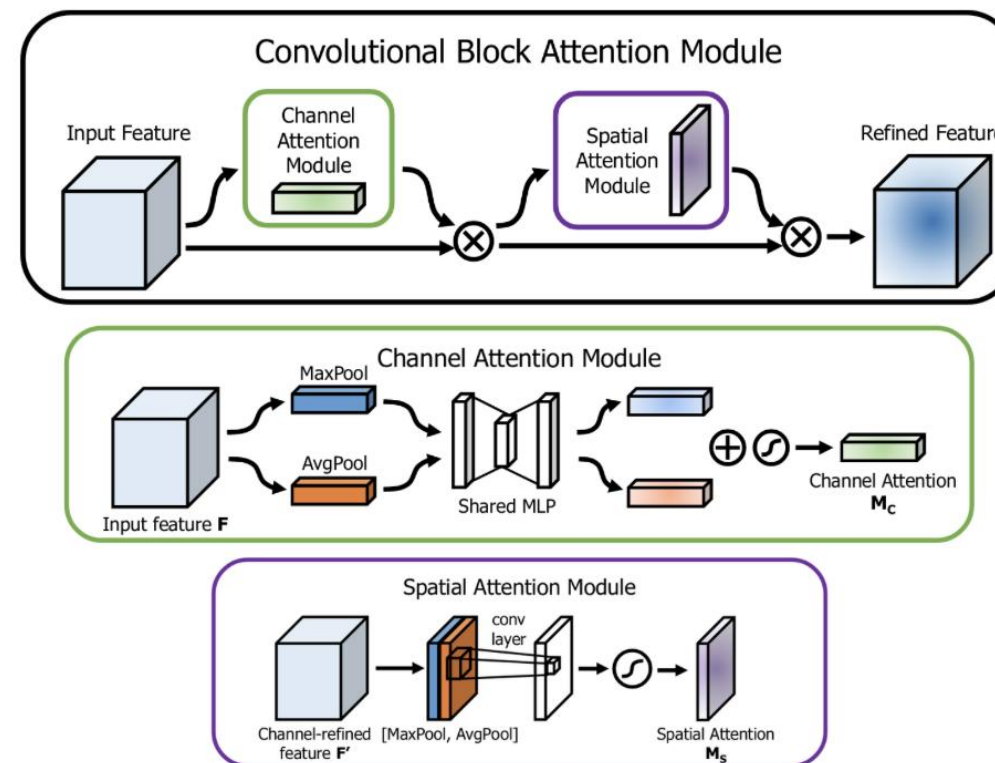 Convolutional Block Attention Module
Input Feature
Channel
Attention
Module
Spatial
Attention
Module
Refined Feature
Channel Attention Module
MaxPool
AvgPool
Input feature F
Shared MLP
Channel Attention
Mc
Spatial Attention Module
conv
layer
Channel-refined
feature F'
[MaxPool, AvgPool]
Spatial Attention
Ms